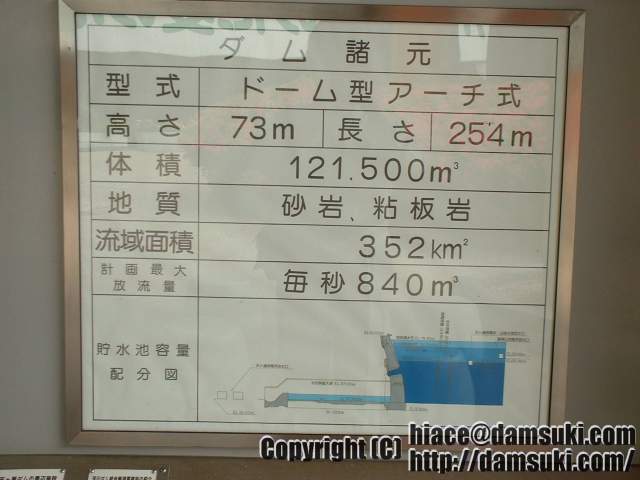 ダム諸元
型式 ドーム型アーチ式
高さ 73m 長さ 254m
体積 121.500m³
地質 砂岩、粘板岩
流域面積 352km²
計画最大
放流量 毎秒840m³
貯水池容量
配分図
Copyright (C) hiace@damsuki.com
http://damsuki.com/